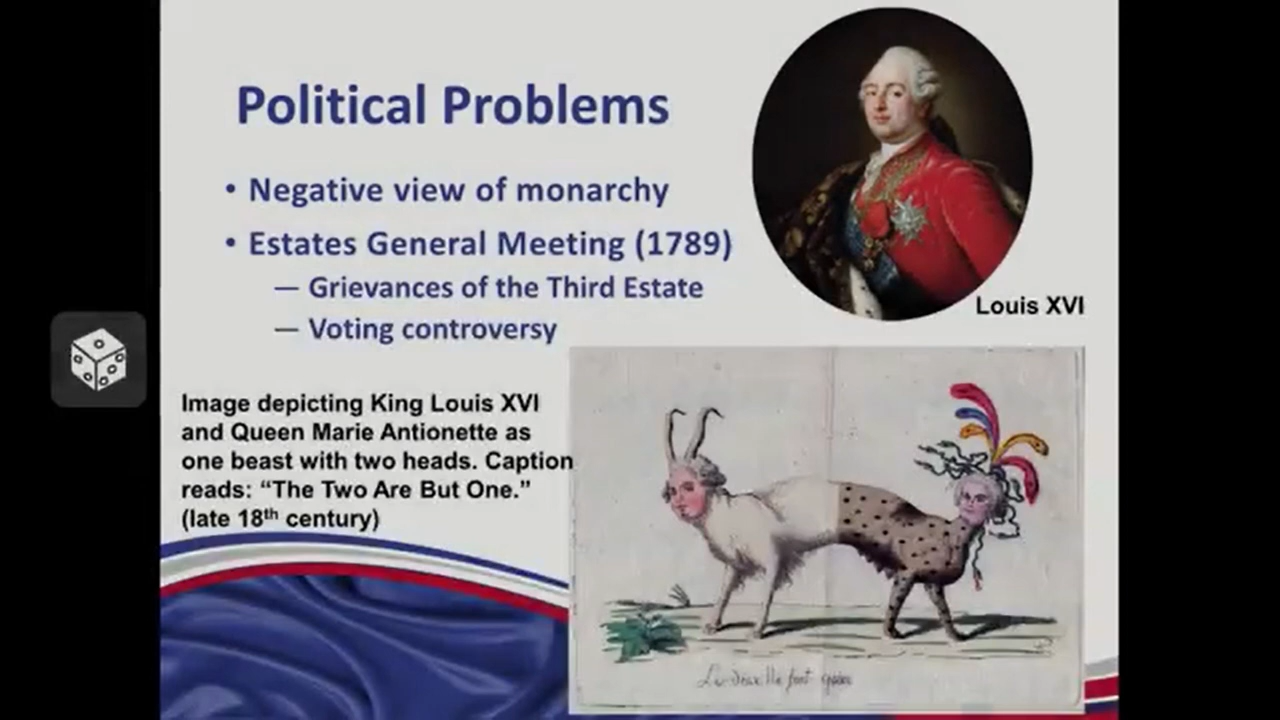 Political Problems
• Negative view of monarchy
• Estates General Meeting (1789)
— Grievances of the Third Estate
— Voting controversy
Louis XVI
Image depicting King Louis XVI
and Queen Marie Antionette as
one beast with two heads. Caption
reads: “The Two Are But One.”
(late 18th century)